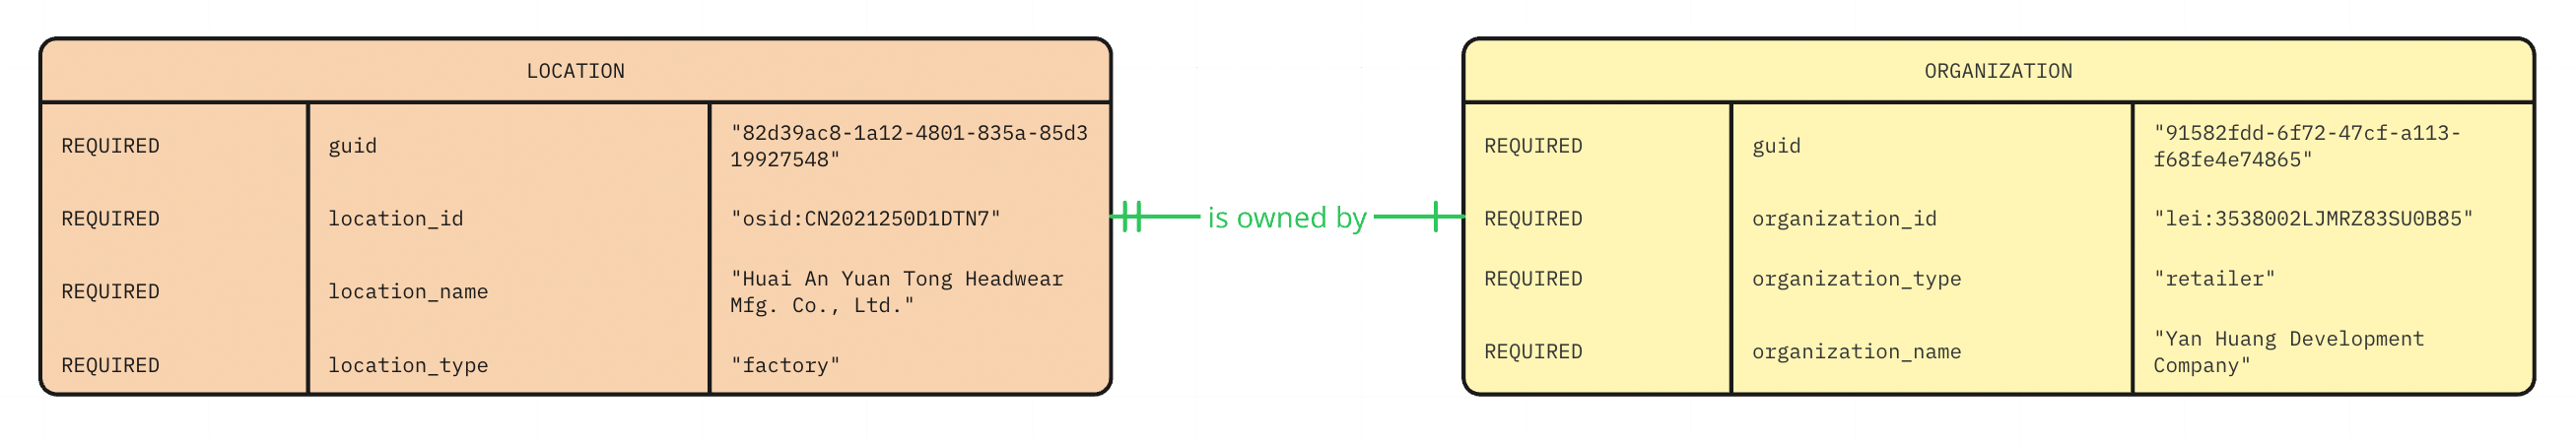 LOCATION
REQUIRED guid "82d39ac8-1a12-4801-835a-85d3
19927548"
REQUIRED location_id "osid:CN2021250D1DTN7"
REQUIRED location_name "Huai An Yuan Tong Headwear
Mfg. Co., Ltd."
REQUIRED location_type "factory"
is owned by
ORGANIZATION
REQUIRED guid "91582fdd-6f72-47cf-a113-
f68fe4e74865"
REQUIRED organization_id "lei:3538002LJMRZ83SU0B85"
REQUIRED organization_type "retailer"
REQUIRED organization_name "Yan Huang Development
Company"